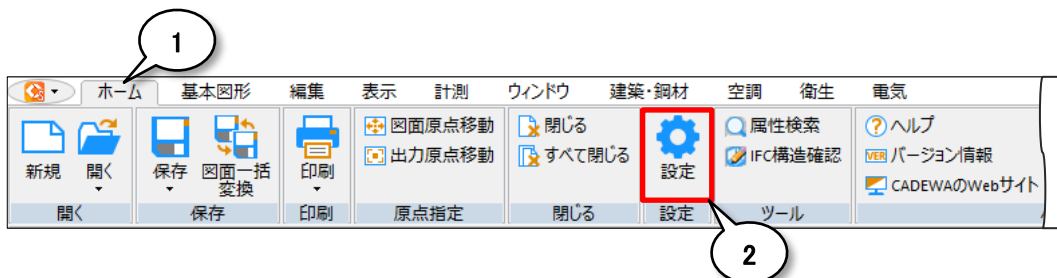 1
ホーム 基本図形 編集 表示 計測 ウィンドウ 建築・鋼材 空調 衛生 電気
新規
開く
保存
図面一括
変換
印刷
図面原点移動
出力原点移動
閉じる
すべて閉じる
設定
属性検索
IFC構造確認
ヘルプ
VER バージョン情報
CADEWAのWebサイト
開く 保存 印刷 原点指定 閉じる 設定 ツール
2